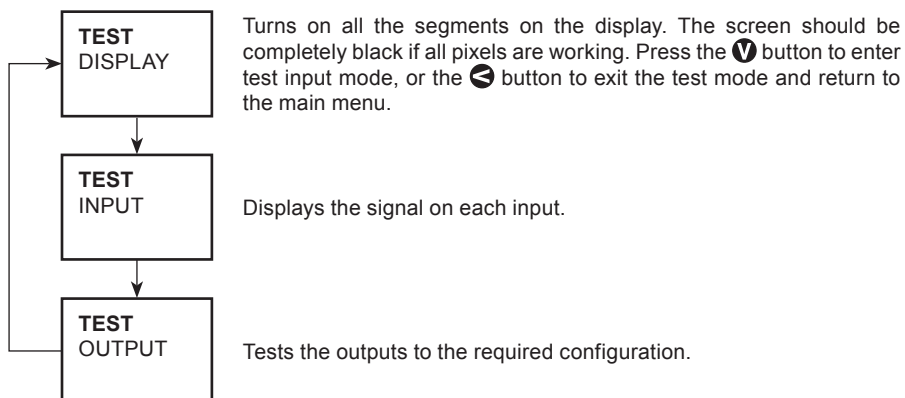 TEST
DISPLAY
Turns on all the segments on the display. The screen should be
completely black if all pixels are working. Press the V button to enter
test input mode, or the < button to exit the test mode and return to
the main menu.
TEST
INPUT
Displays the signal on each input.
TEST
OUTPUT
Tests the outputs to the required configuration.